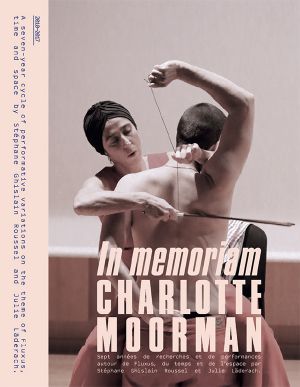 2010-2017
A seven-year cycle of performative variations on the theme of Fluxus,
time and space by Stéphane Ghislain Roussel and Julie Läderach.
In memoriam
CHARLOTTE
MOORMAN
Sept années de recherches et de performances
autour de Fluxus, du temps et de l'espace par
Stéphane Ghislain Roussel et Julie Läderach.